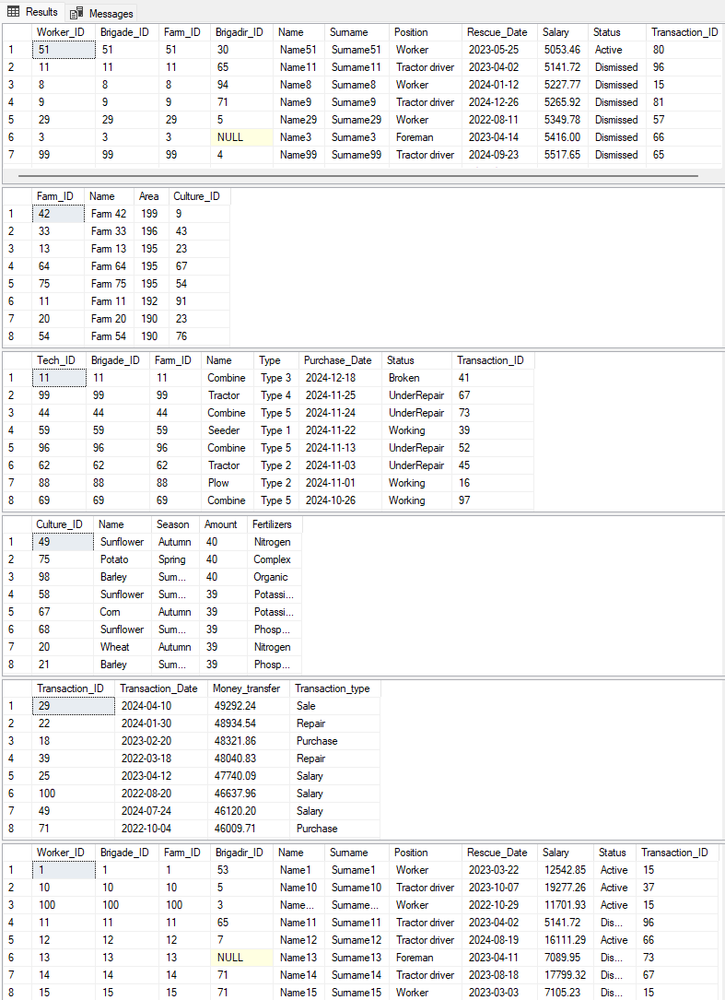 Results Messages
Worker_ID Brigade_ID Farm_ID Brigadir_ID Name Surname Position Rescue_Date Salary Status Transaction_ID
1 51 51 51 30 Name51 Surname51 Worker 2023-05-25 5053.46 Active 80
2 11 11 11 65 Name11 Surname11 Tractor driver 2023-04-02 5141.72 Dismissed 96
3 8 8 8 94 Name8 Surname8 Worker 2024-01-12 5227.77 Dismissed 15
4 9 9 9 71 Name9 Surname9 Tractor driver 2024-12-26 5265.92 Dismissed 81
5 29 29 29 5 Name29 Surname29 Worker 2022-08-11 5349.78 Dismissed 57
6 3 3 3 NULL Name3 Surname3 Foreman 2023-04-14 5416.00 Dismissed 66
7 99 99 99 4 Name99 Surname99 Tractor driver 2024-09-23 5517.65 Dismissed 65
Farm_ID Name Area Culture_ID
1 42 Farm 42 199 9
2 33 Farm 33 196 43
3 13 Farm 13 195 23
4 64 Farm 64 195 67
5 75 Farm 75 195 54
6 11 Farm 11 192 91
7 20 Farm 20 190 23
8 54 Farm 54 190 76
Tech_ID Brigade_ID Farm_ID Name Type Purchase_Date Status Transaction_ID
1 11 11 11 Combine Type 3 2024-12-18 Broken 41
2 99 99 99 Tractor Type 4 2024-11-25 UnderRepair 67
3 44 44 44 Combine Type 5 2024-11-24 UnderRepair 73
4 59 59 59 Seeder Type 1 2024-11-22 Working 39
5 96 96 96 Combine Type 5 2024-11-13 UnderRepair 52
6 62 62 62 Tractor Type 2 2024-11-03 UnderRepair 45
7 88 88 88 Plow Type 2 2024-11-01 Working 16
8 69 69 69 Combine Type 5 2024-10-26 Working 97
Culture_ID Name Season Amount Fertilizers
1 49 Sunflower Autumn 40 Nitrogen
2 75 Potato Spring 40 Complex
3 98 Barley Sum... 40 Organic
4 58 Sunflower Sum... 39 Potassi...
5 67 Corn Autumn 39 Potassi...
6 68 Sunflower Sum... 39 Phosp...
7 20 Wheat Autumn 39 Nitrogen
8 21 Barley Sum... 39 Phosp...
Transaction_ID Transaction_Date Money_transfer Transaction_type
1 29 2024-04-10 49292.24 Sale
2 22 2024-01-30 48934.54 Repair
3 18 2023-02-20 48321.86 Purchase
4 39 2022-03-18 48040.83 Repair
5 25 2023-04-12 47740.09 Salary
6 100 2022-08-20 46637.96 Salary
7 49 2024-07-24 46120.20 Salary
8 71 2022-10-04 46009.71 Purchase
Worker_ID Brigade_ID Farm_ID Brigadir_ID Name Surname Position Rescue_Date Salary Status Transaction_ID
1 1 1 1 53 Name1 Surname1 Worker 2023-03-22 12542.85 Active 15
2 10 10 10 5 Name10 Surname10 Tractor driver 2023-10-07 19277.26 Active 37
3 100 100 100 3 Name... Surname... Worker 2022-10-29 11701.93 Active 15
4 11 11 11 65 Name11 Surname11 Tractor driver 2023-04-02 5141.72 Dis... 96
5 12 12 12 7 Name12 Surname12 Tractor driver 2024-08-19 16111.29 Active 66
6 13 13 13 NULL Name13 Surname13 Foreman 2023-04-11 7089.95 Dis... 73
7 14 14 14 71 Name14 Surname14 Tractor driver 2023-08-18 17799.32 Dis... 67
8 15 15 15 71 Name15 Surname15 Worker 2023-03-03 7105.23 Dis... 15